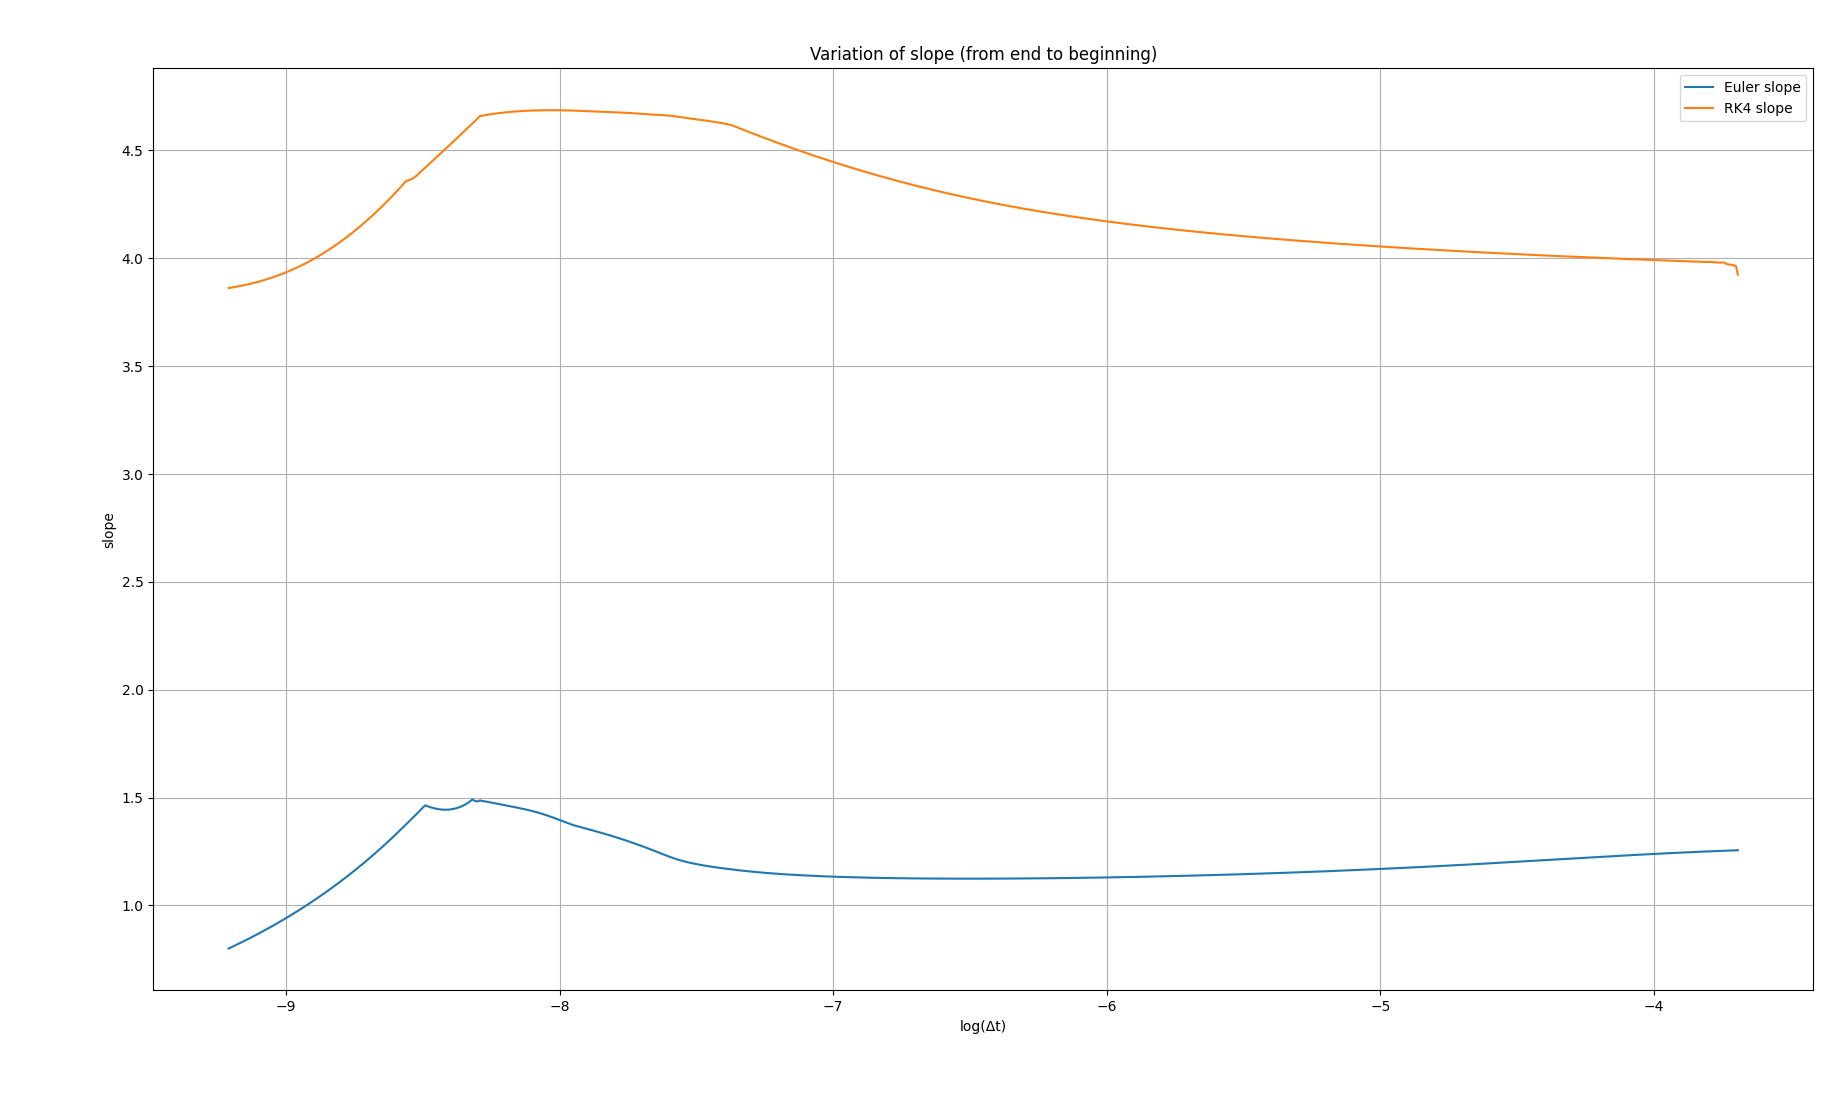 Variation of slope (from end to beginning)
Euler slope
RK4 slope
4.5
4.0
3.5
3.0
2.5
2.0
1.5
1.0
slope
−9
−8
−7
−6
−5
−4
log(Δt)